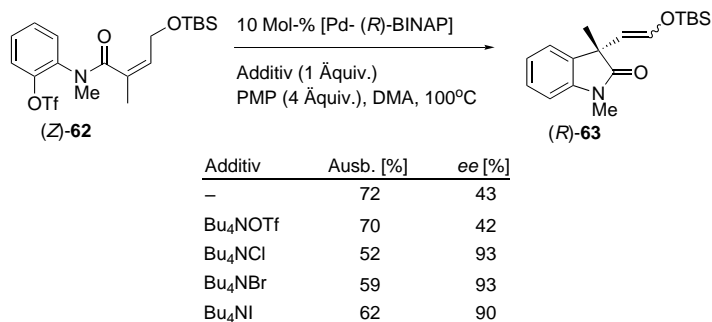 OTBS
10 Mol-% [Pd- (R)-BINAP]
OTBS
O
N
Me
OTf
Additiv (1 Äquiv.)
PMP (4 Äquiv.), DMA, 100°C
O
N
Me
(Z)-62
(R)-63
Additiv Ausb. [%] ee [%]
– 72 43
Bu4NOTf 70 42
Bu4NCl 52 93
Bu4NBr 59 93
Bu4NI 62 90